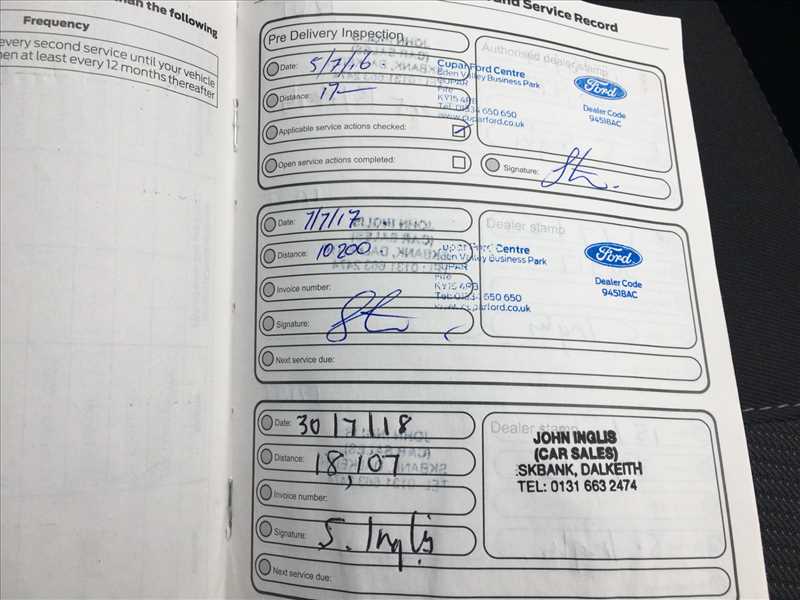 than the following
Frequency
every second service until your vehicle
then at least every 12 months thereafter
and Service Record
Pre Delivery Inspection
Date: 5/7/16
Distance: 17
Applicable service actions checked:
Open service actions completed:
Authorised dealer stamp
Cupar Ford Centre
Eden Valley Business Park
CUPAR
Fife
KY15 4RB
Tel: 01334 650 650
www.cuparford.co.uk
Ford
Dealer Code
94518AC
Signature:
Date: 7/7/17
Distance: 10200
Invoice number:
Signature:
Next service due:
Dealer stamp
Cupar Ford Centre
Eden Valley Business Park
CUPAR
Fife
KY15 4RB
Tel: 01334 650 650
www.cuparford.co.uk
Ford
Dealer Code
94518AC
Date: 30/7/18
Distance: 18,107
Invoice number:
Signature: S. Inglis
Next service due:
Dealer stamp
JOHN INGLIS
(CAR SALES)
ESKBANK, DALKEITH
TEL: 0131 663 2474